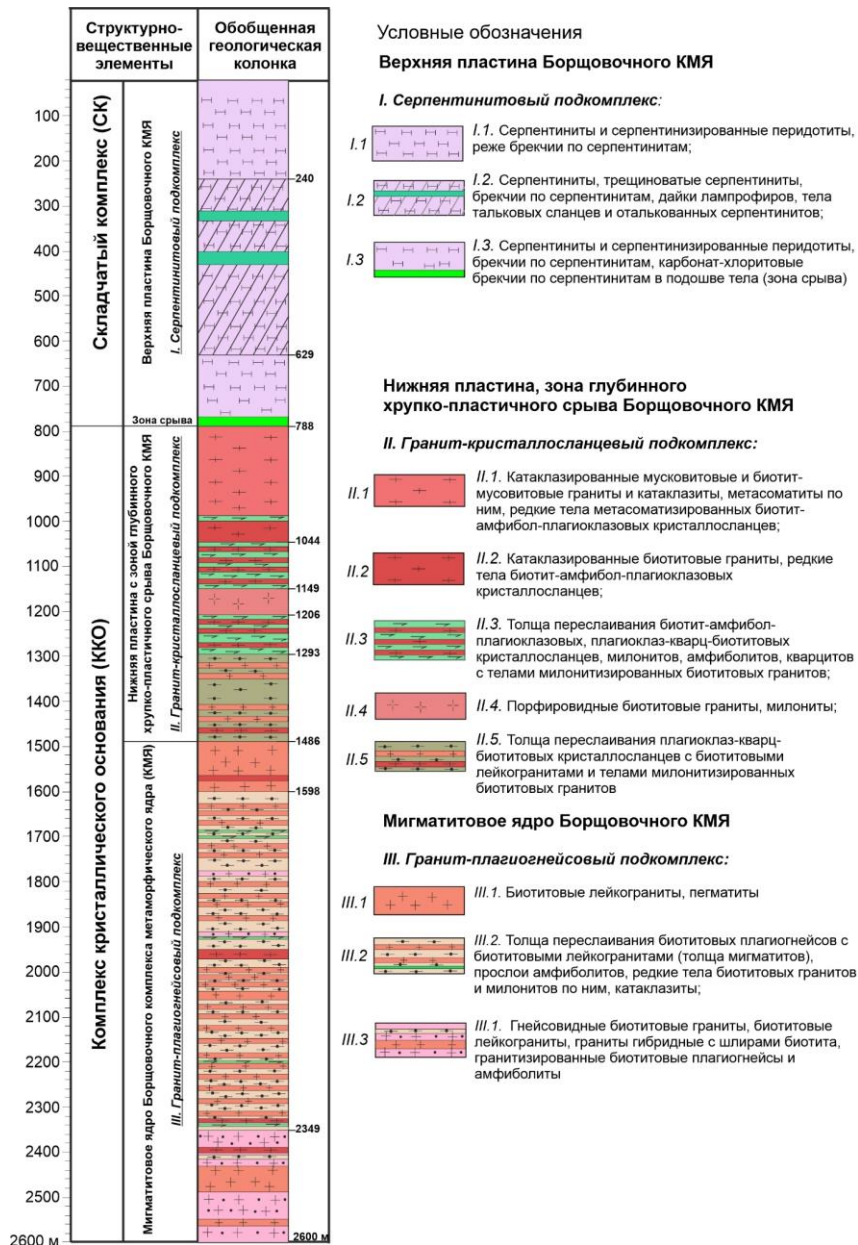 Структурно-
вещественные
элементы
Обобщенная
геологическая
колонка
100
200
300
400
500
600
700
800
900
1000
1100
1200
1300
1400
1500
1600
1700
1800
1900
2000
2100
2200
2300
2400
2500
2600 м
Складчатый комплекс (СК)
Комплекс кристаллического основания (ККО)
Верхняя пластина Борщовочного КМЯ
I. Серпентинитовый подкомплекс
Зона срыва
Нижняя пластина с зоной глубинного
хрупко-пластичного срыва Борщовочного КМЯ
II. Гранит-кристаллосланцевый подкомплекс
Мигматитовое ядро Борщовочного комплекса метаморфического ядра (КМЯ)
III. Гранит-плагиогнейсовый подкомплекс
240
629
788
1044
1149
1206
1293
1486
1598
2349
2600 м
Условные обозначения
Верхняя пластина Борщовочного КМЯ
I. Серпентинитовый подкомплекс:
I.1
I.1. Серпентиниты и серпентинизированные перидотиты,
реже брекчии по серпентинитам;
I.2
I.2. Серпентиниты, трещиноватые серпентиниты,
брекчии по серпентинитам, дайки лампрофиров, тела
тальковых сланцев и оталькованных серпентинитов;
I.3
I.3. Серпентиниты и серпентинизированные перидотиты,
брекчии по серпентинитам, карбонат-хлоритовые
брекчии по серпентинитам в подошве тела (зона срыва)
Нижняя пластина, зона глубинного
хрупко-пластичного срыва Борщовочного КМЯ
II. Гранит-кристаллосланцевый подкомплекс:
II.1
II.1. Катаклазированные мусковитовые и биотит-
мусовитовые граниты и катаклазиты, метасоматиты по
ним, редкие тела метасоматизированных биотит-
амфибол-плагиоклазовых кристаллосланцев;
II.2
II.2. Катаклазированные биотитовые граниты, редкие
тела биотит-амфибол-плагиоклазовых
кристаллосланцев;
II.3
II.3. Толща переслаивания биотит-амфибол-
плагиоклазовых, плагиоклаз-кварц-биотитовых
кристаллосланцев, милонитов, амфиболитов, кварцитов
с телами милонитизированных биотитовых гранитов;
II.4
II.4. Порфировидные биотитовые граниты, милониты;
II.5
II.5. Толща переслаивания плагиоклаз-кварц-
биотитовых кристаллосланцев с биотитовыми
лейкогранитами и телами милонитизированных
биотитовых гранитов
Мигматитовое ядро Борщовочного КМЯ
III. Гранит-плагиогнейсовый подкомплекс:
III.1
III.1. Биотитовые лейкограниты, пегматиты
III.2
III.2. Толща переслаивания биотитовых плагиогнейсов с
биотитовыми лейкогранитами (толща мигматитов),
прослои амфиболитов, редкие тела биотитовых гранитов
и милонитов по ним, катаклазиты;
III.3
III.1. Гнейсовидные биотитовые граниты, биотитовые
лейкограниты, граниты гибридные с шлирами биотита,
гранитизированные биотитовые плагиогнейсы и
амфиболиты